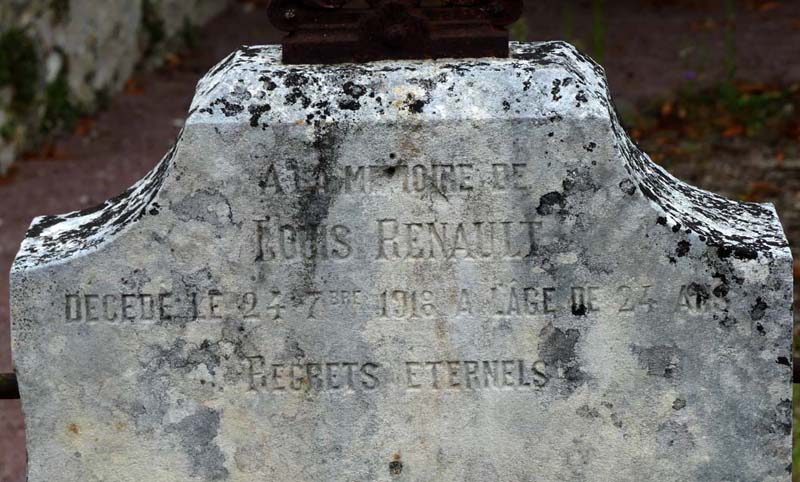 A LA MEMOIRE DE
LOUIS RENAULT
DECEDE LE 24 7BRE 1918 A L'AGE DE 24 ANS
REGRETS ETERNELS